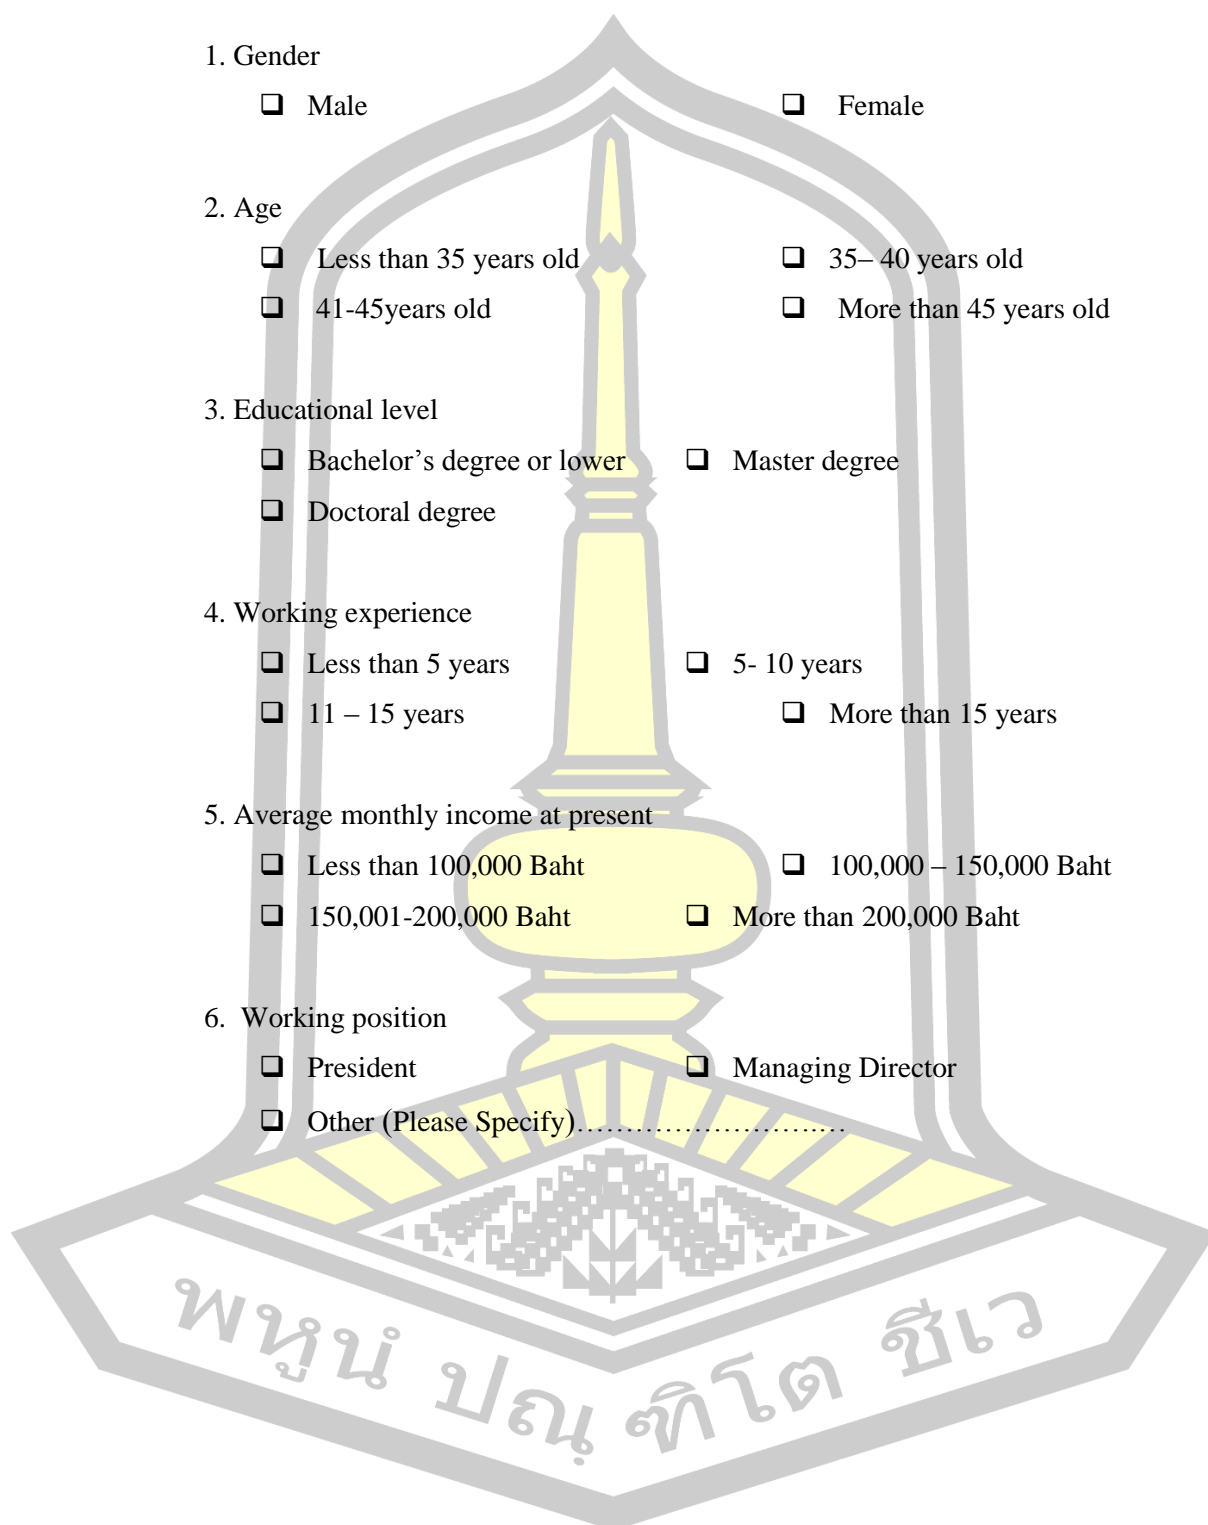 1. Gender
❑ Male ❑ Female
2. Age
❑ Less than 35 years old ❑ 35– 40 years old
❑ 41-45years old ❑ More than 45 years old
3. Educational level
❑ Bachelor’s degree or lower ❑ Master degree
❑ Doctoral degree
4. Working experience
❑ Less than 5 years ❑ 5- 10 years
❑ 11 – 15 years ❑ More than 15 years
5. Average monthly income at present
❑ Less than 100,000 Baht ❑ 100,000 – 150,000 Baht
❑ 150,001-200,000 Baht ❑ More than 200,000 Baht
6. Working position
❑ President ❑ Managing Director
❑ Other (Please Specify)……………………….…
พหูนํ ปณฺฑิโต ชีเว